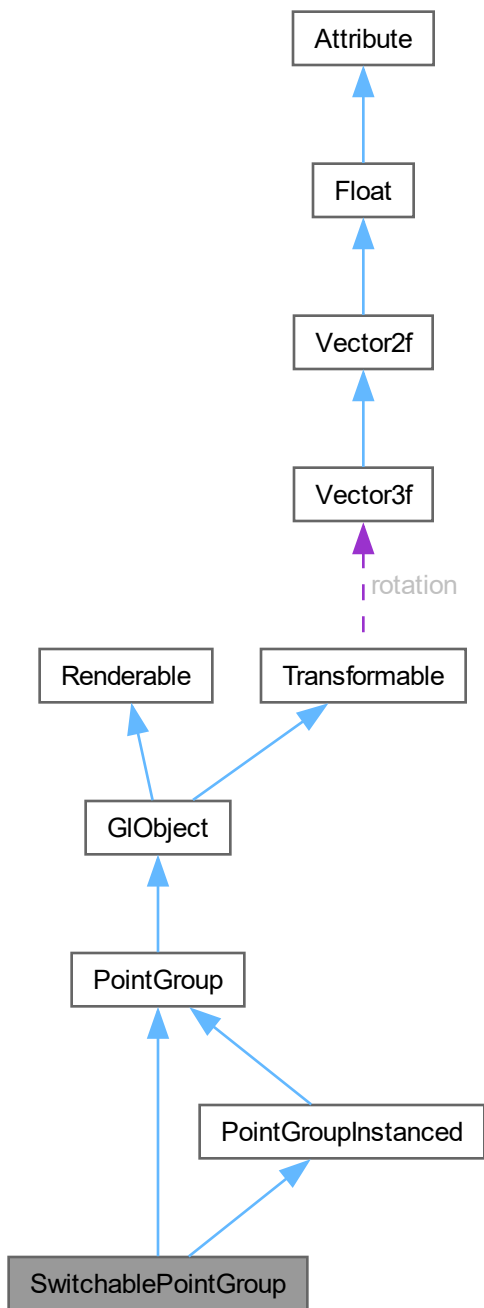 Attribute
Float
Vector2f
Vector3f
rotation
Renderable
Transformable
GlObject
PointGroup
PointGroupInstanced
SwitchablePointGroup